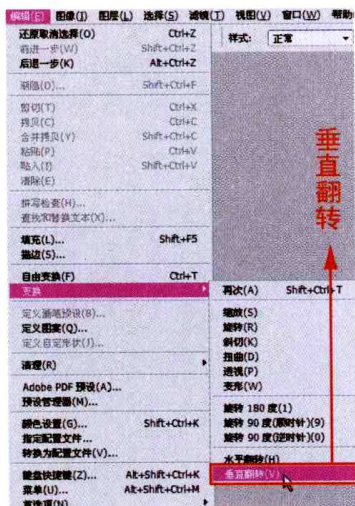 编辑(E) 图像(I) 图层(L) 选择(S) 滤镜(T) 视图(V) 窗口(W) 帮助
还原取消选择(O) Ctrl+Z
前进一步(W) Shift+Ctrl+Z
后退一步(K) Alt+Ctrl+Z
样式: 正常
渐隐(D)... Shift+Ctrl+F
剪切(T) Ctrl+X
拷贝(C) Ctrl+C
合并拷贝(Y) Shift+Ctrl+C
粘贴(P) Ctrl+V
贴入(I) Shift+Ctrl+V
清除(E)
拼写检查(H)...
查找和替换文本(X)...
填充(L)... Shift+F5
描边(S)...
自由变换(F) Ctrl+T
变换
定义画笔预设(B)...
定义图案(Q)...
定义自定形状(J)...
清理(R)
Adobe PDF 预设(A)...
预设管理器(M)...
颜色设置(G)... Shift+Ctrl+K
指定配置文件...
转换为配置文件(V)...
键盘快捷键(Z)... Alt+Shift+Ctrl+K
菜单(U)... Alt+Shift+Ctrl+M
首选项(N)
再次(A) Shift+Ctrl+T
缩放(S)
旋转(R)
斜切(K)
扭曲(D)
透视(P)
变形(W)
旋转 180 度(1)
旋转 90 度(顺时针)(9)
旋转 90 度(逆时针)(0)
水平翻转(H)
垂直翻转(V)
垂直翻转